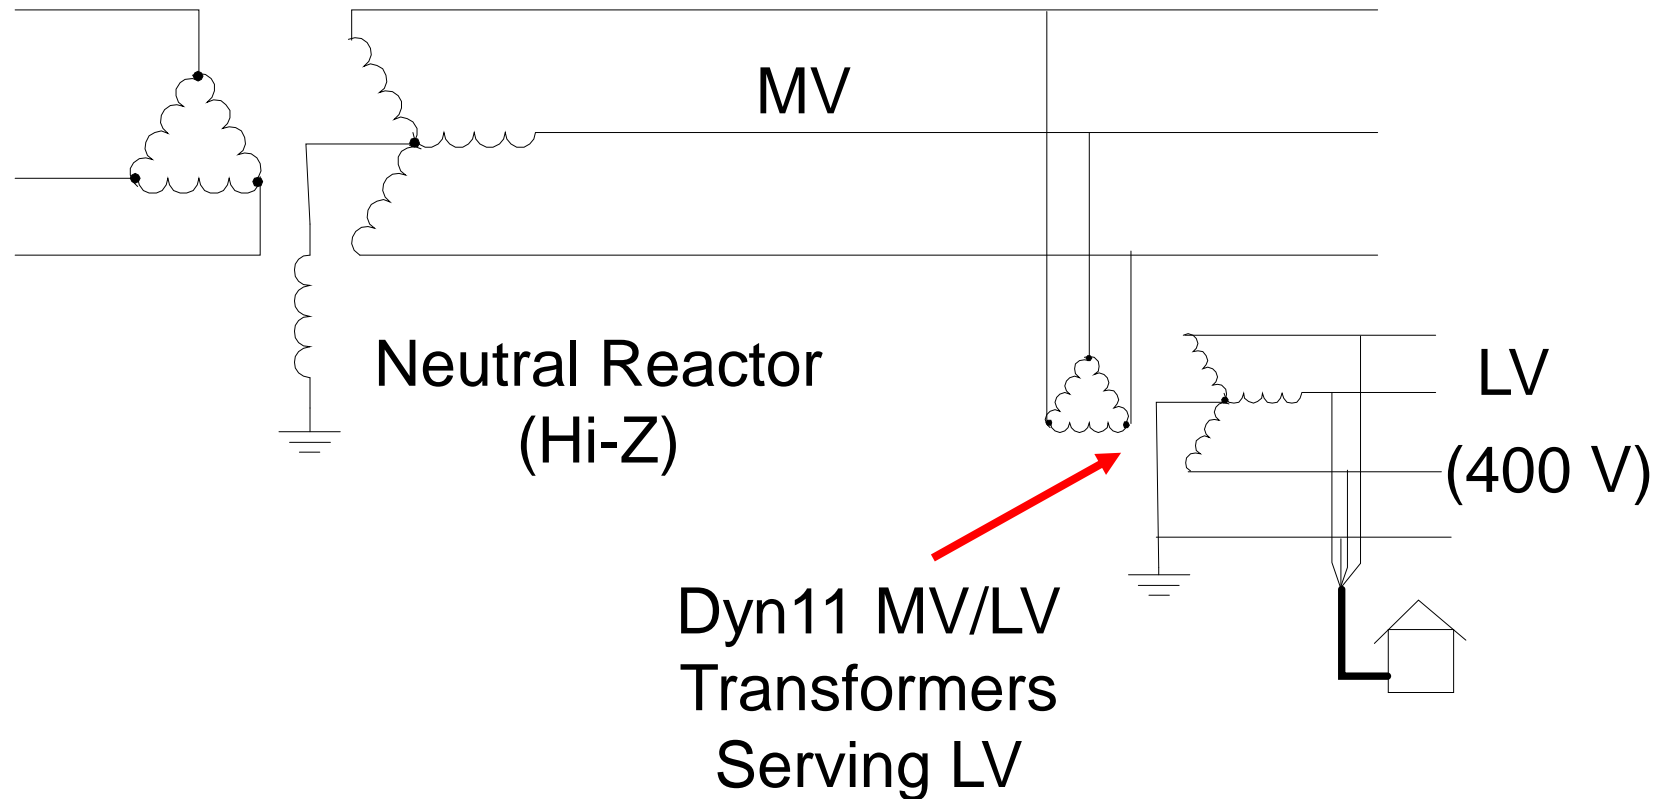 MV
Neutral Reactor
(Hi-Z)
LV
(400 V)
Dyn11 MV/LV
Transformers
Serving LV